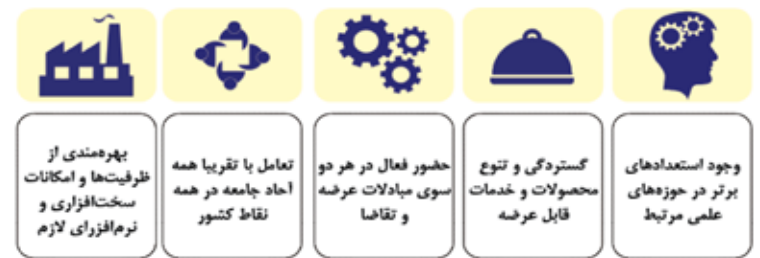 وجود استعدادهای
برتر در حوزه‌های
علمی مرتبط
گستردگی و تنوع
محصولات و خدمات
قابل عرضه
حضور فعال در هر دو
سوی مبادلات عرضه
و تقاضا
تعامل با تقریبا همه
آحاد جامعه در همه
نقاط کشور
بهره‌مندی از
ظرفیت‌ها و امکانات
سخت‌افزاری و
نرم‌افزرای لازم